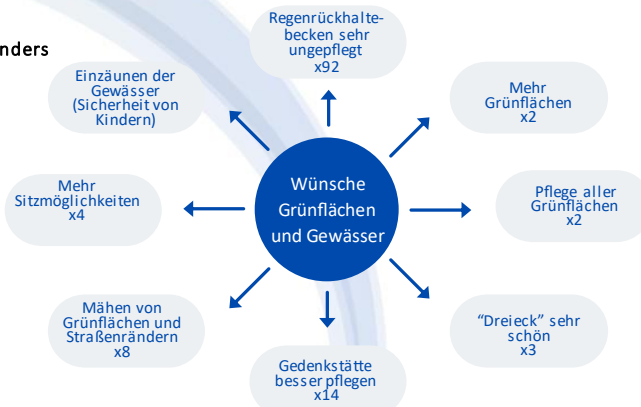 nders
Regenrückhalte-
becken sehr
ungepflegt
x92
Einzäunen der
Gewässer
(Sicherheit von
Kindern)
Mehr
Grünflächen
x2
Wünsche
Grünflächen
und Gewässer
Mehr
Sitzmöglichkeiten
x4
Pflege aller
Grünflächen
x2
Mähen von
Grünflächen und
Straßenrändern
x8
“Dreieck” sehr
schön
x3
Gedenkstätte
besser pflegen
x14